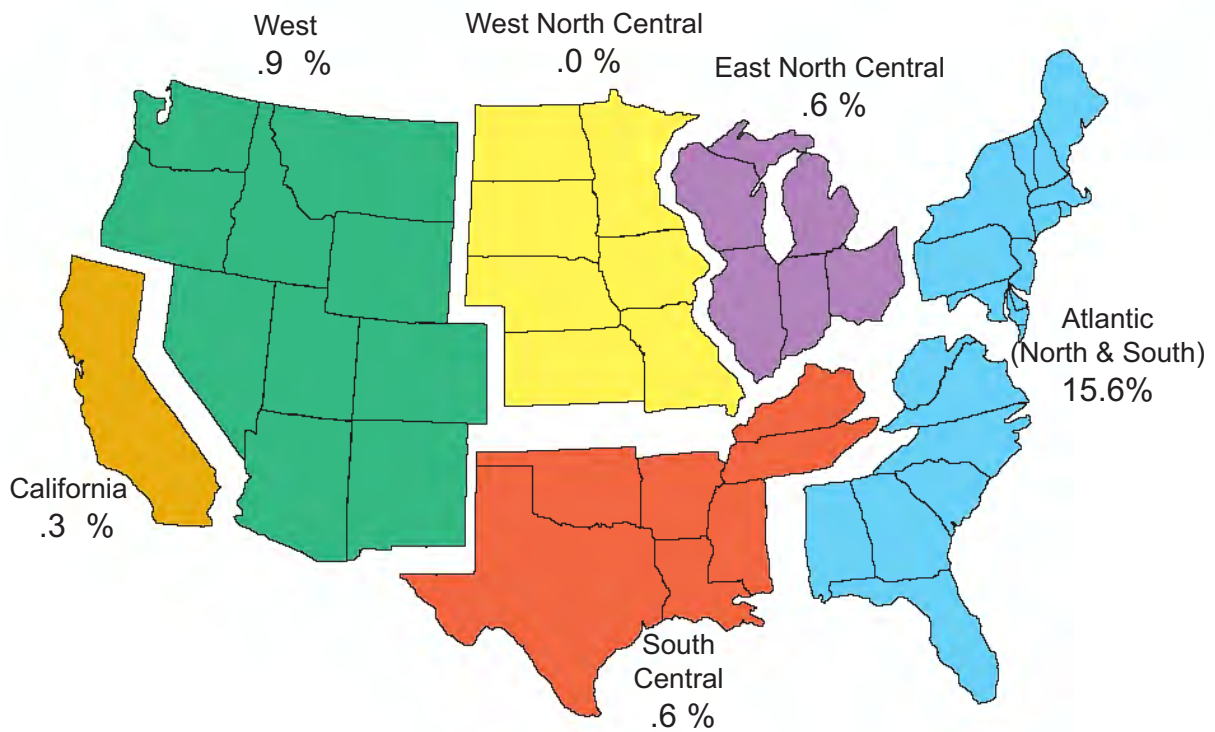 West
.9 %
West North Central
.0 %
East North Central
.6 %
Atlantic
(North & South)
15.6%
California
.3 %
South
Central
.6 %